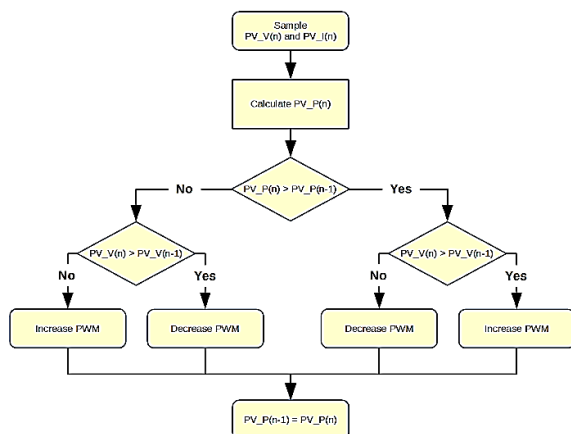 Sample
PV_V(n) and PV_I(n)
Calculate PV_P(n)
PV_P(n) > PV_P(n-1)
No
Yes
PV_V(n) > PV_V(n-1)
PV_V(n) > PV_V(n-1)
No
Yes
No
Yes
Increase PWM
Decrease PWM
Decrease PWM
Increase PWM
PV_P(n-1) = PV_P(n)